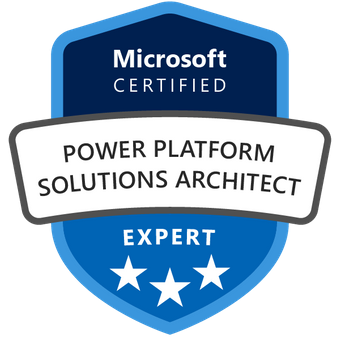 Microsoft
CERTIFIED
POWER PLATFORM
SOLUTIONS ARCHITECT
EXPERT